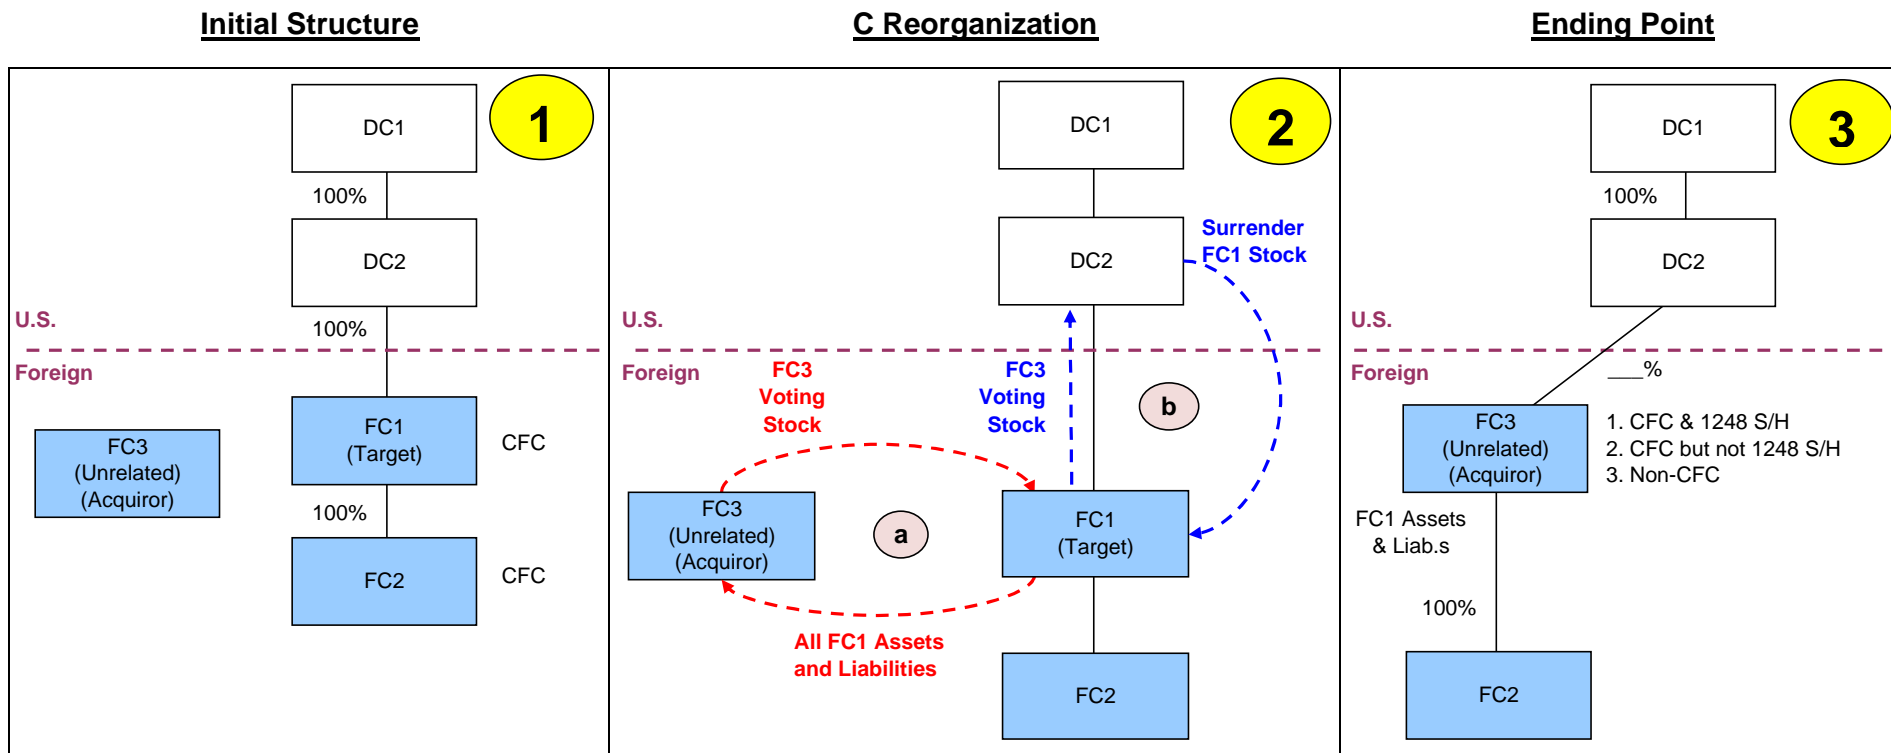 Initial Structure
C Reorganization
Ending Point
1
DC1
100%
DC2
100%
U.S.
Foreign
FC1
(Target)
CFC
FC3
(Unrelated)
(Acquiror)
100%
FC2
CFC
2
DC1
DC2
Surrender
FC1 Stock
U.S.
Foreign
FC3
Voting
Stock
FC3
Voting
Stock
b
FC3
(Unrelated)
(Acquiror)
a
FC1
(Target)
All FC1 Assets
and Liabilities
FC2
3
DC1
100%
DC2
U.S.
Foreign
___%
FC3
(Unrelated)
(Acquiror)
1. CFC & 1248 S/H
2. CFC but not 1248 S/H
3. Non-CFC
FC1 Assets
& Liab.s
100%
FC2